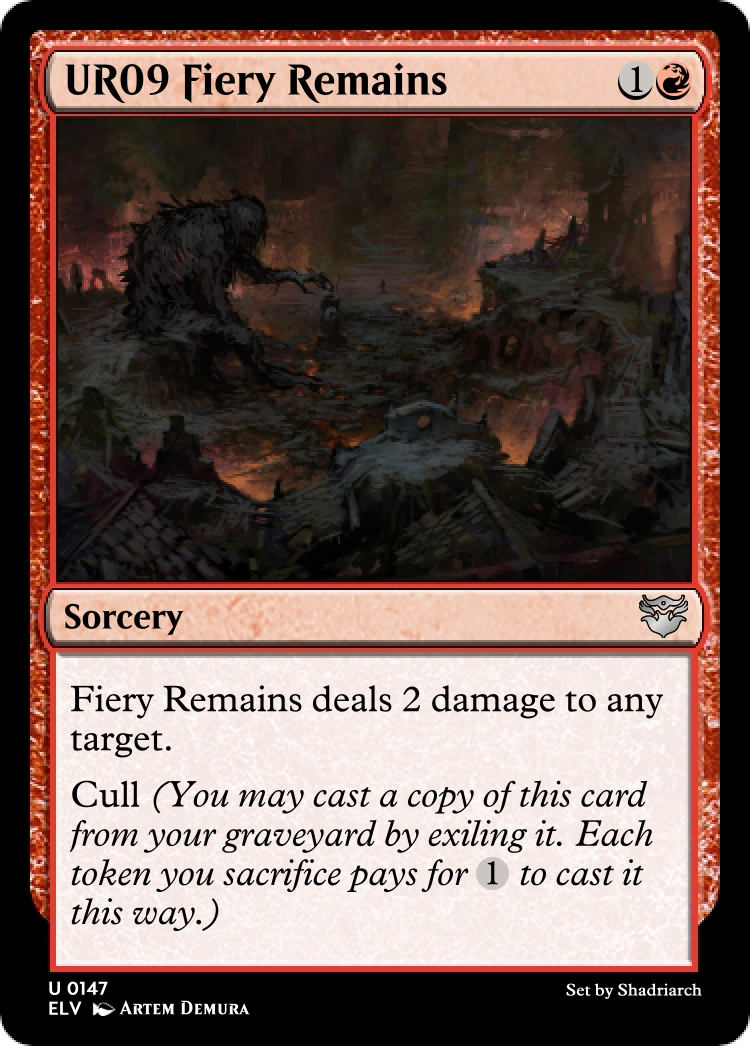 UR09 Fiery Remains 1
Sorcery
Fiery Remains deals 2 damage to any
target.
Cull (You may cast a copy of this card
from your graveyard by exiling it. Each
token you sacrifice pays for 1 to cast it
this way.)
U 0147
ELV ARTEM DEMURA
Set by Shadriarch